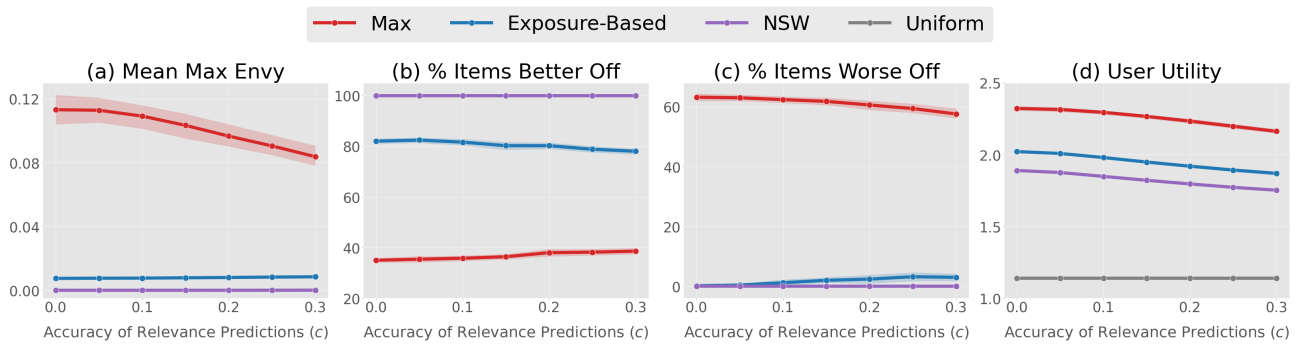 Max Exposure-Based NSW Uniform
(a) Mean Max Envy
0.12
0.08
0.04
0.00
0.0 0.1 0.2 0.3
Accuracy of Relevance Predictions (c)
(b) % Items Better Off
100
80
60
40
20
0.0 0.1 0.2 0.3
Accuracy of Relevance Predictions (c)
(c) % Items Worse Off
60
40
20
0
0.0 0.1 0.2 0.3
Accuracy of Relevance Predictions (c)
(d) User Utility
2.5
2.0
1.5
1.0
0.0 0.1 0.2 0.3
Accuracy of Relevance Predictions (c)